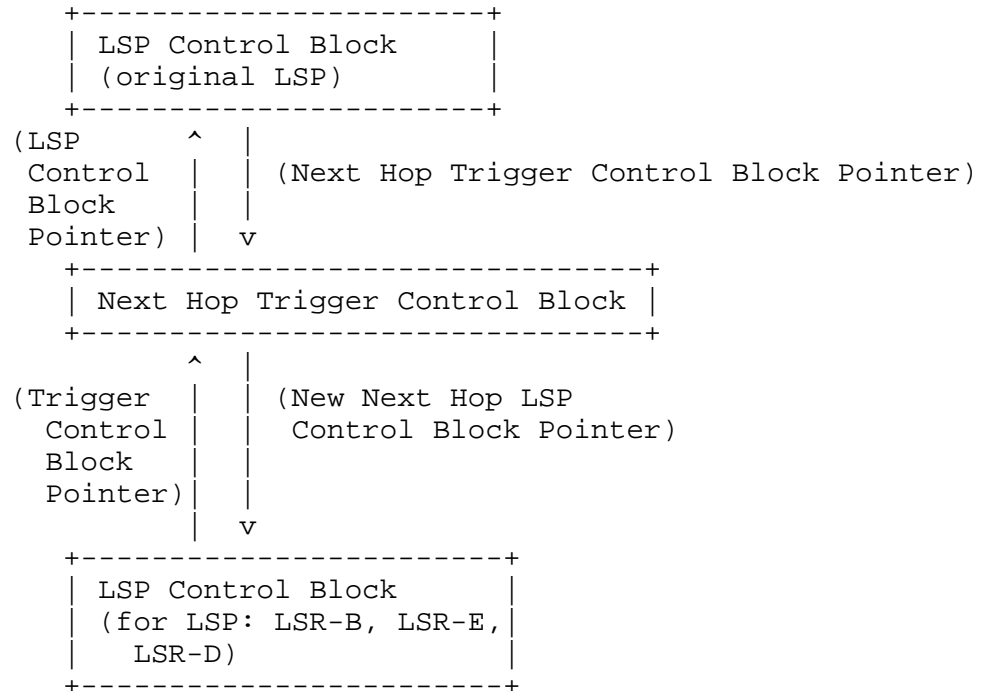 LSP Control Block
(original LSP)
(LSP
Control (Next Hop Trigger Control Block Pointer)
Block
Pointer) v
Next Hop Trigger Control Block
(Trigger (New Next Hop LSP
Control Control Block Pointer)
Block
Pointer)
v
LSP Control Block
(for LSP: LSR-B, LSR-E,
LSR-D)